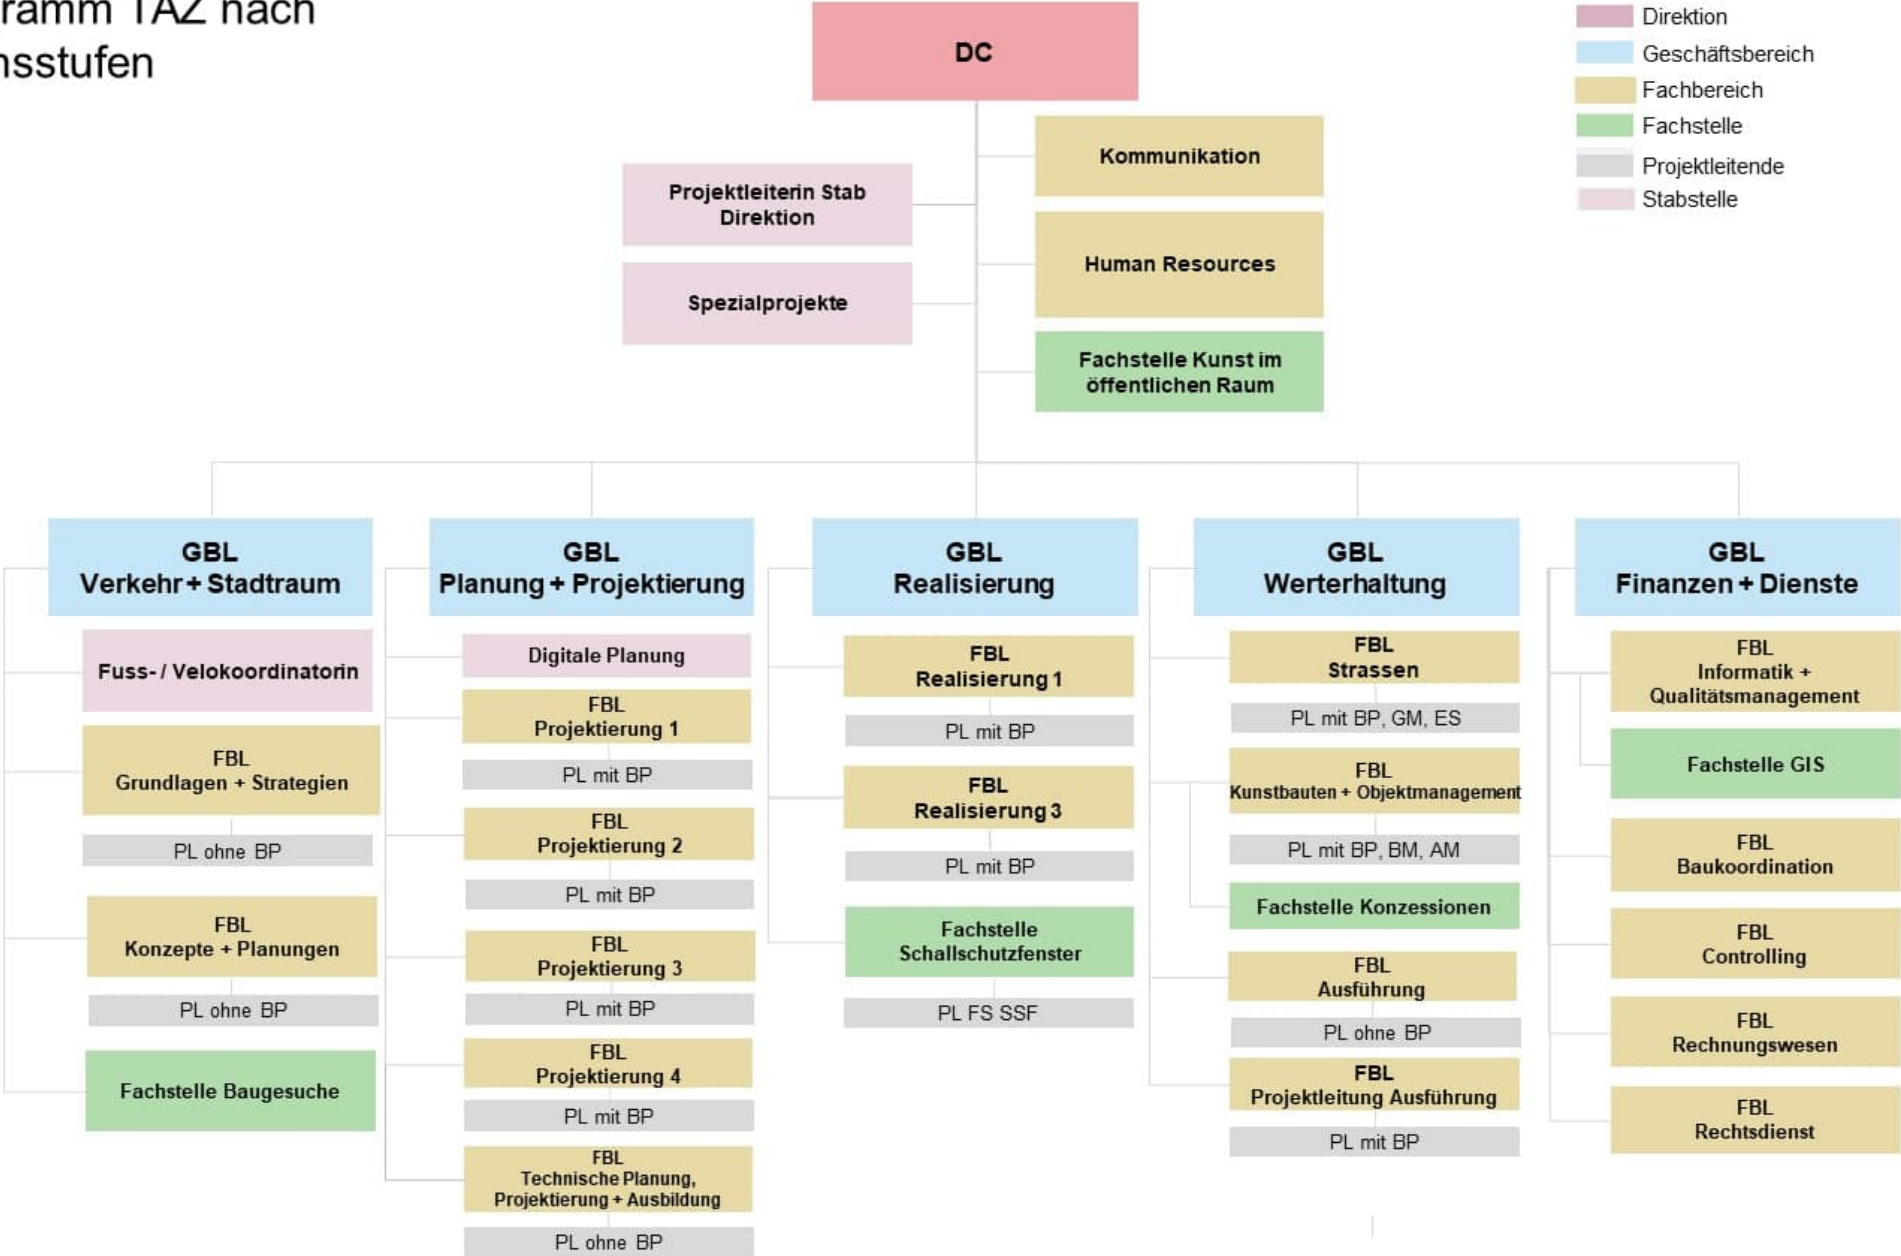 ramm TAZ nach
nsstufen
DC
Direktion
Geschäftsbereich
Fachbereich
Fachstelle
Projektleitende
Stabstelle
Projektleiterin Stab
Direktion
Spezialprojekte
Kommunikation
Human Resources
Fachstelle Kunst im
öffentlichen Raum
GBL
Verkehr + Stadtraum
Fuss- / Velokoordinatorin
FBL
Grundlagen + Strategien
PL ohne BP
FBL
Konzepte + Planungen
PL ohne BP
Fachstelle Baugesuche
GBL
Planung + Projektierung
Digitale Planung
FBL
Projektierung 1
PL mit BP
FBL
Projektierung 2
PL mit BP
FBL
Projektierung 3
PL mit BP
FBL
Projektierung 4
PL mit BP
FBL
Technische Planung,
Projektierung + Ausbildung
PL ohne BP
GBL
Realisierung
FBL
Realisierung 1
PL mit BP
FBL
Realisierung 3
PL mit BP
Fachstelle
Schallschutzfenster
PL FS SSF
GBL
Werterhaltung
FBL
Strassen
PL mit BP, GM, ES
FBL
Kunstbauten + Objektmanagement
PL mit BP, BM, AM
Fachstelle Konzessionen
FBL
Ausführung
PL ohne BP
FBL
Projektleitung Ausführung
PL mit BP
GBL
Finanzen + Dienste
FBL
Informatik +
Qualitätsmanagement
Fachstelle GIS
FBL
Baukoordination
FBL
Controlling
FBL
Rechnungswesen
FBL
Rechtsdienst